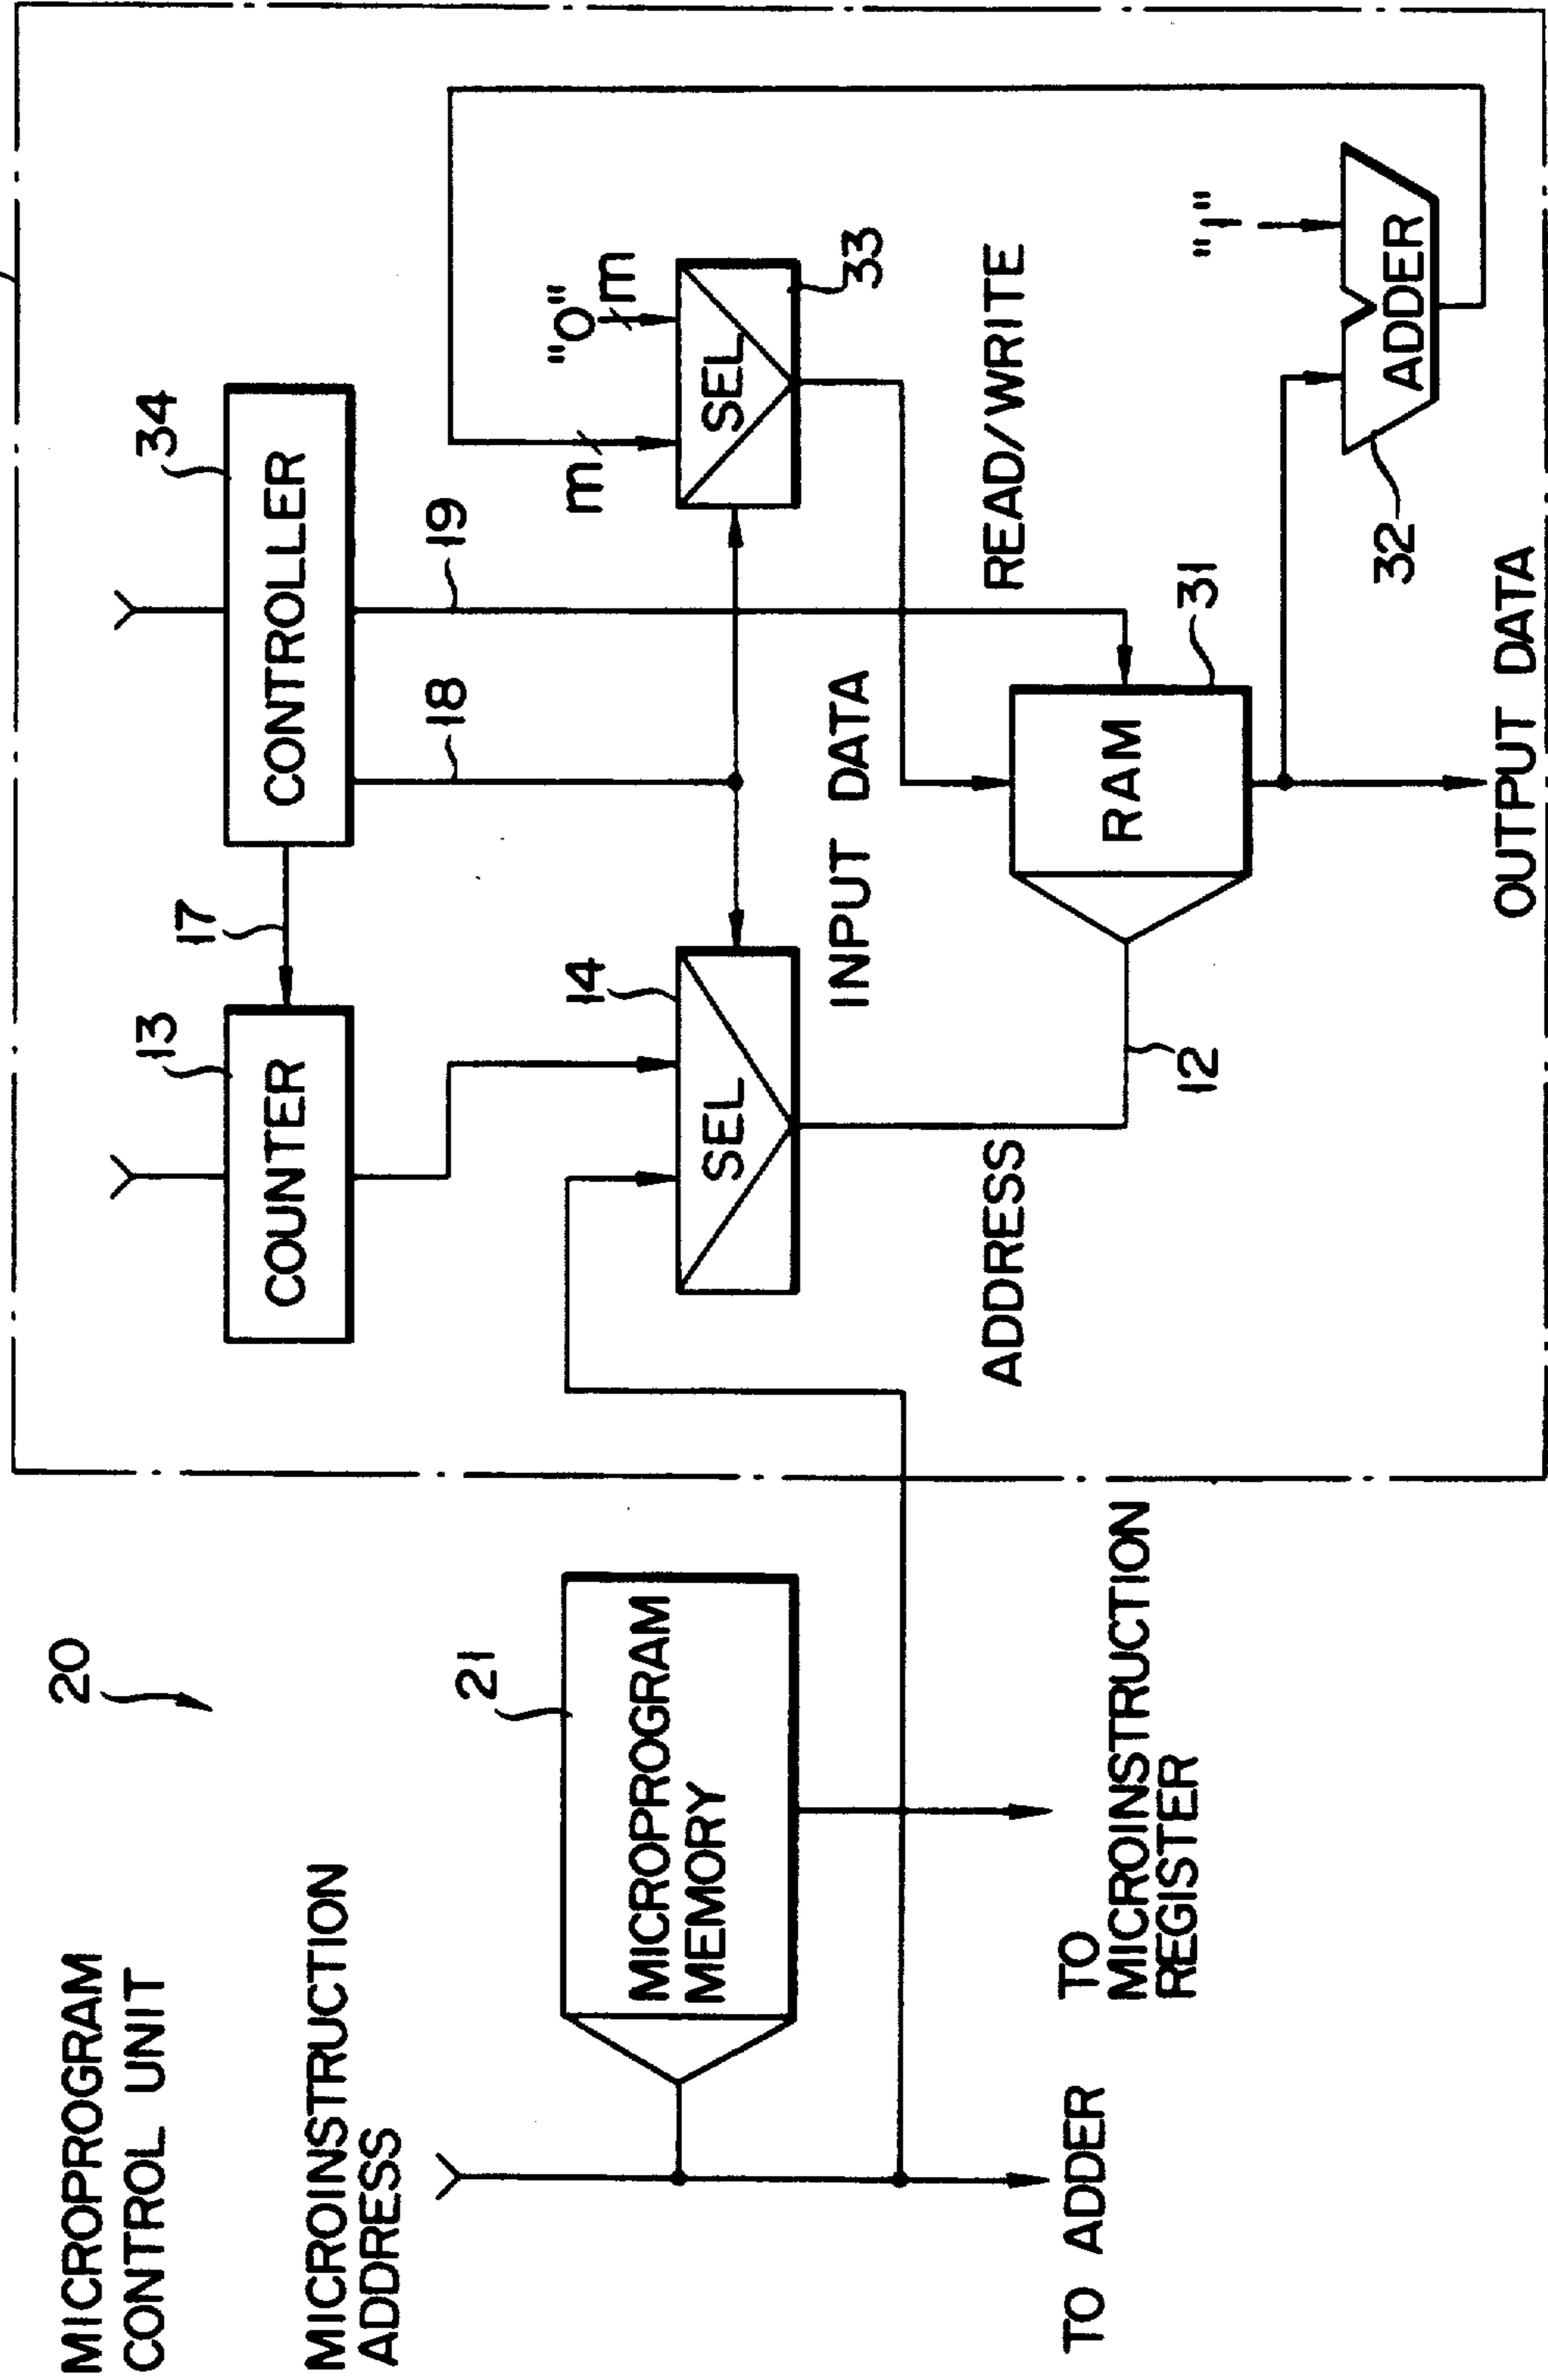 MICROPROGRAM
CONTROL UNIT
20
MICROINSTRUCTION
ADDRESS
21
MICROPROGRAM
MEMORY
TO ADDER
TO
MICROINSTRUCTION
REGISTER
13
COUNTER
17
34
CONTROLLER
18
19
14
SEL
"0"
m
m
SEL
33
INPUT DATA
READ/WRITE
ADDRESS
12
RAM
31
"1"
ADDER
32
OUTPUT DATA